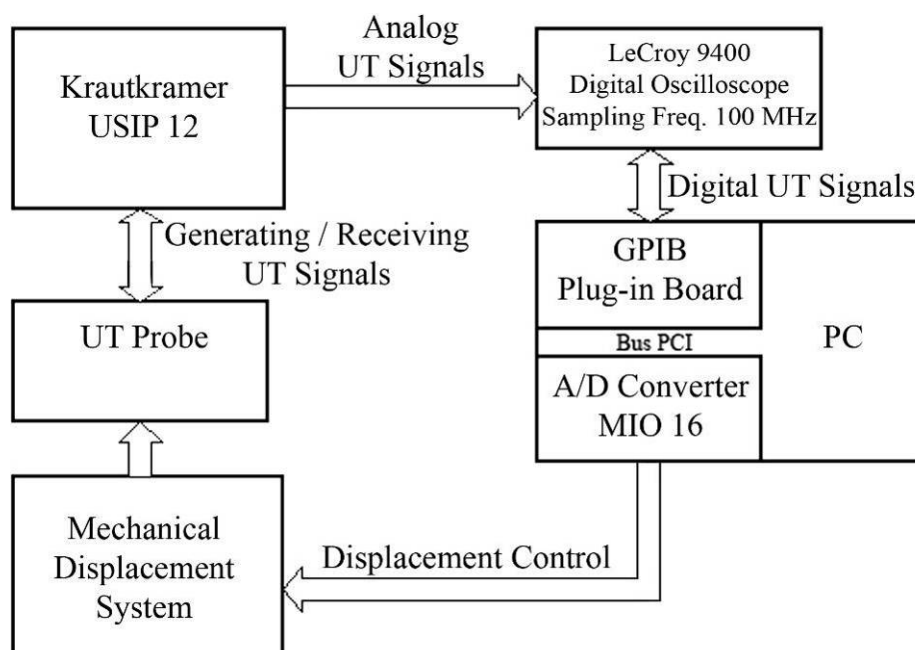 Krautkramer
USIP 12
Analog
UT Signals
LeCroy 9400
Digital Oscilloscope
Sampling Freq. 100 MHz
Digital UT Signals
Generating / Receiving
UT Signals
GPIB
Plug-in Board
PC
Bus PCI
A/D Converter
MIO 16
UT Probe
Mechanical
Displacement
System
Displacement Control